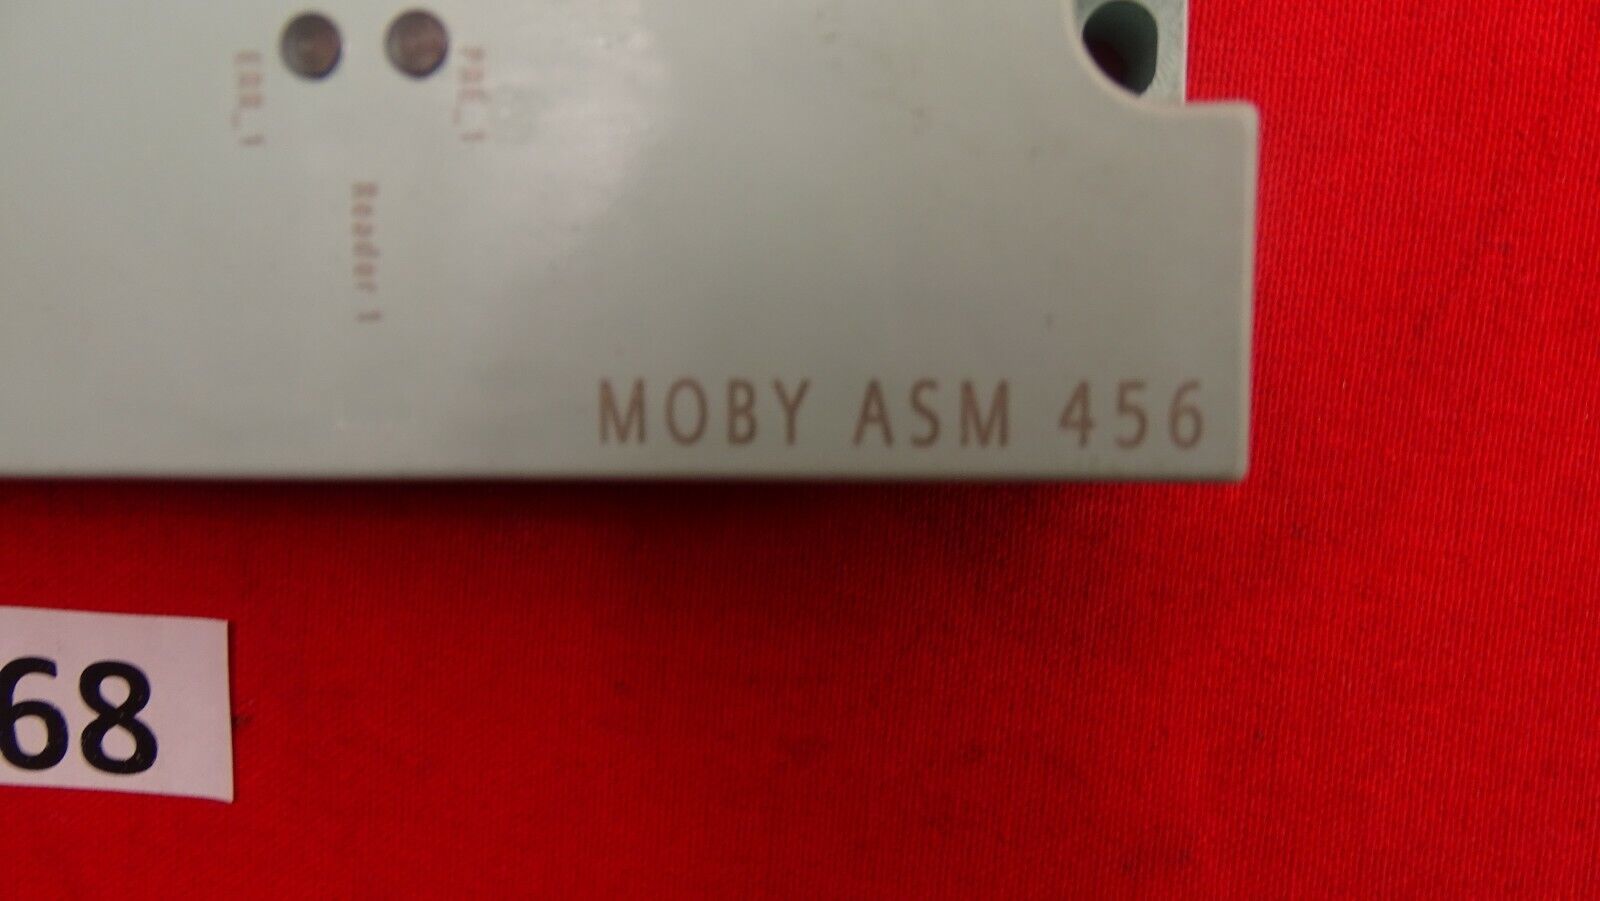 ERR_1
PRE_1
Reader 1
MOBY ASM 456
68